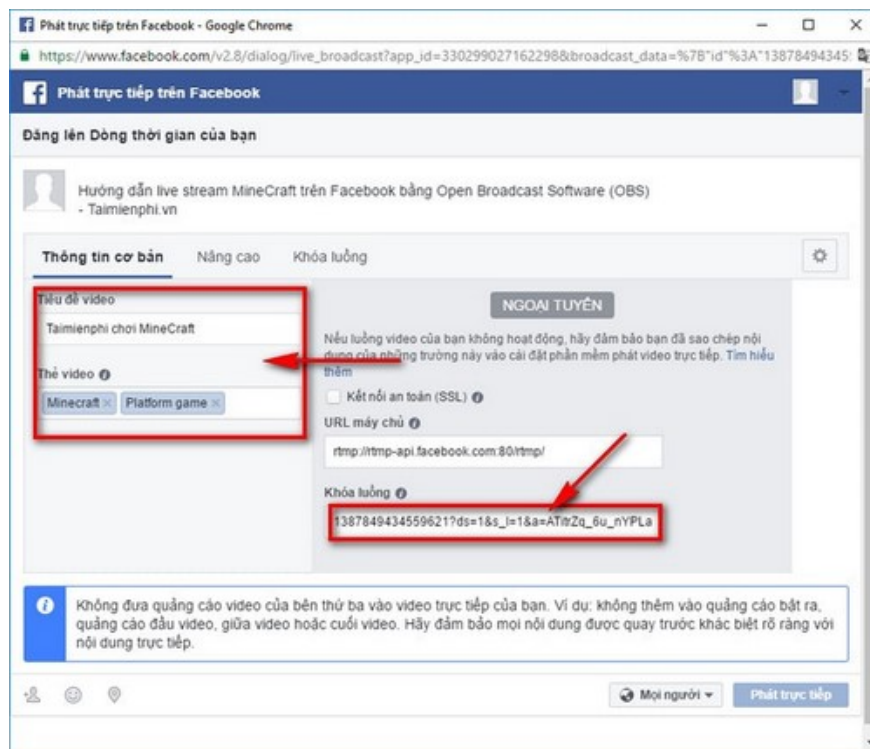 Phát trực tiếp trên Facebook - Google Chrome
https://www.facebook.com/v2.8/dialog/live_broadcast?app_id=330299027162298&broadcast_data=%7B"id"%3A"13878494345
Phát trực tiếp trên Facebook
Đăng lên Dòng thời gian của bạn
Hướng dẫn live stream MineCraft trên Facebook bằng Open Broadcast Software (OBS)
- Taimienphi.vn
Thông tin cơ bản Nâng cao Khóa luồng
Tiêu đề video
Taimienphi chơi MineCraft
Thẻ video
Minecraft × Platform game ×
NGOẠI TUYẾN
Nếu luồng video của bạn không hoạt động, hãy đảm bảo bạn đã sao chép nội
dung của những trường này vào cài đặt phần mềm phát video trực tiếp. Tìm hiểu
thêm
Kết nối an toàn (SSL)
URL máy chủ
rtmp://rtmp-api.facebook.com:80/rtmp/
Khóa luồng
1387849434559621?ds=1&s_l=1&a=ATitrZq_6u_nYPLa
Không đưa quảng cáo video của bên thứ ba vào video trực tiếp của bạn. Ví dụ: không thêm vào quảng cáo bật ra,
quảng cáo đầu video, giữa video hoặc cuối video. Hãy đảm bảo mọi nội dung được quay trước khác biệt rõ ràng với
nội dung trực tiếp.
Mọi người
Phát trực tiếp